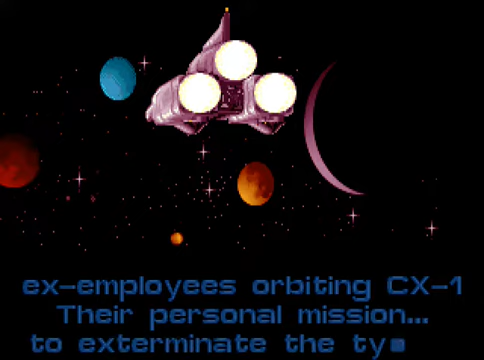 ex-employees orbiting CX-1
Their personal mission...
to exterminate the ty